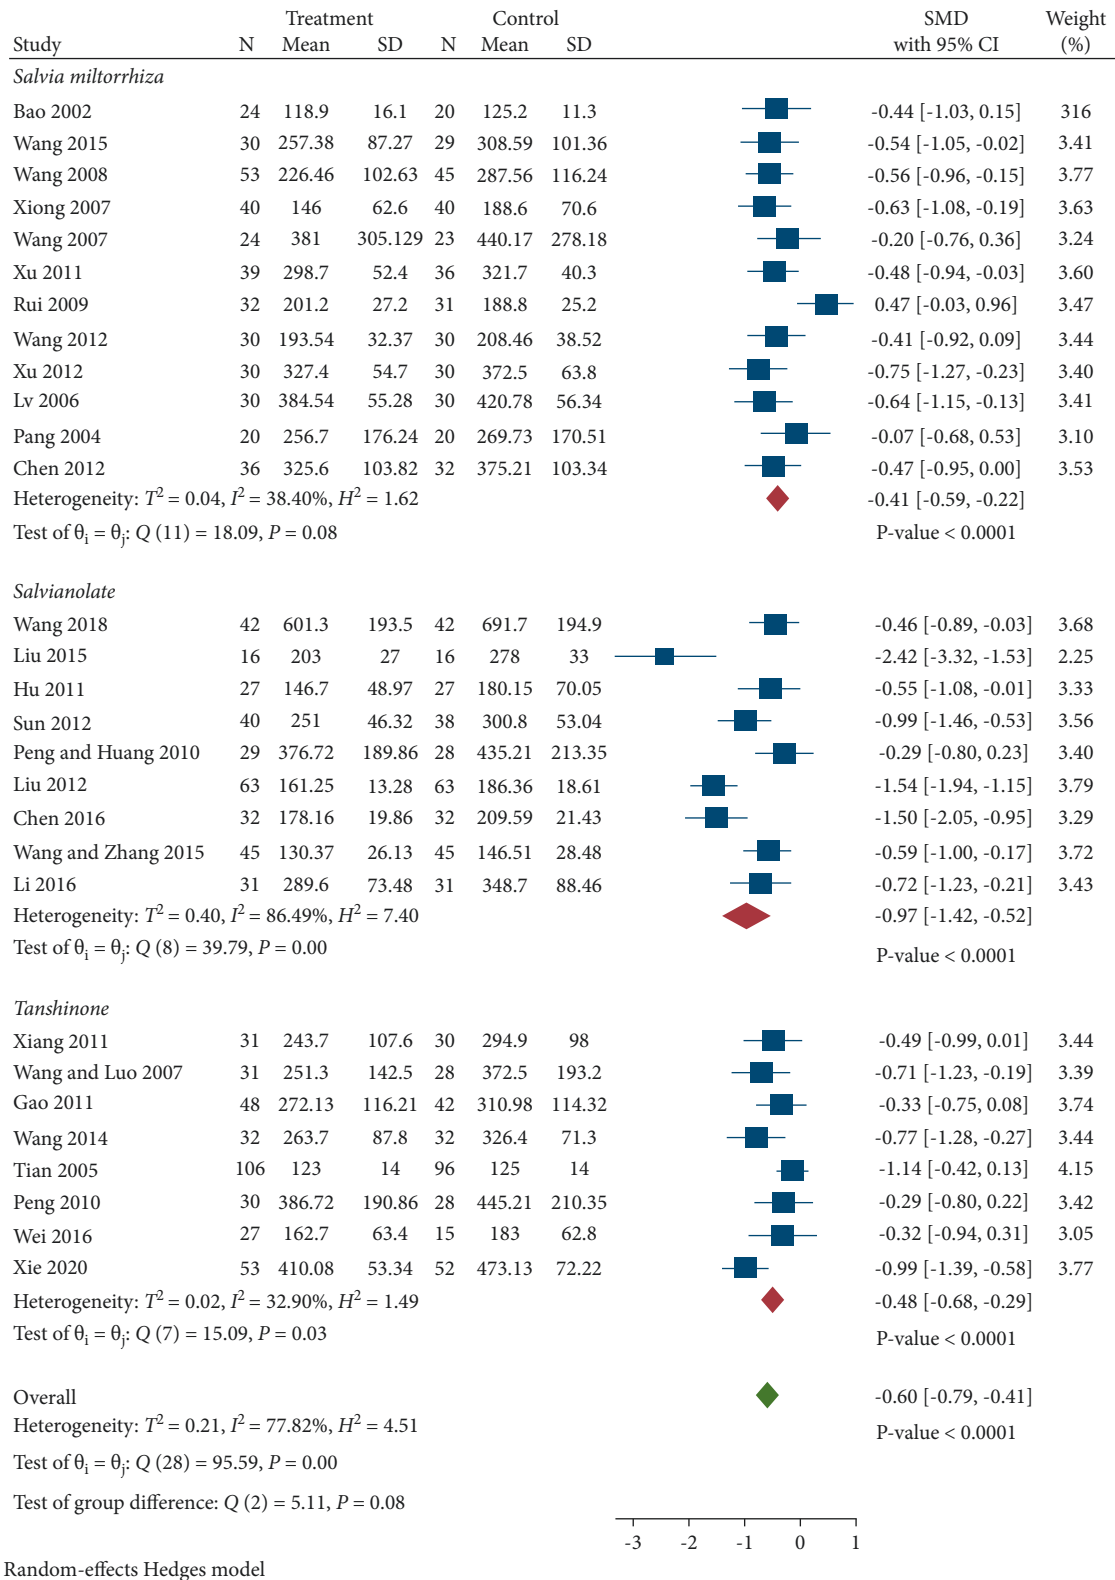 Treatment Control SMD Weight
Study N Mean SD N Mean SD with 95% CI (%)
Salvia miltorrhiza
Bao 2002 24 118.9 16.1 20 125.2 11.3 -0.44 [-1.03, 0.15] 316
Wang 2015 30 257.38 87.27 29 308.59 101.36 -0.54 [-1.05, -0.02] 3.41
Wang 2008 53 226.46 102.63 45 287.56 116.24 -0.56 [-0.96, -0.15] 3.77
Xiong 2007 40 146 62.6 40 188.6 70.6 -0.63 [-1.08, -0.19] 3.63
Wang 2007 24 381 305.129 23 440.17 278.18 -0.20 [-0.76, 0.36] 3.24
Xu 2011 39 298.7 52.4 36 321.7 40.3 -0.48 [-0.94, -0.03] 3.60
Rui 2009 32 201.2 27.2 31 188.8 25.2 0.47 [-0.03, 0.96] 3.47
Wang 2012 30 193.54 32.37 30 208.46 38.52 -0.41 [-0.92, 0.09] 3.44
Xu 2012 30 327.4 54.7 30 372.5 63.8 -0.75 [-1.27, -0.23] 3.40
Lv 2006 30 384.54 55.28 30 420.78 56.34 -0.64 [-1.15, -0.13] 3.41
Pang 2004 20 256.7 176.24 20 269.73 170.51 -0.07 [-0.68, 0.53] 3.10
Chen 2012 36 325.6 103.82 32 375.21 103.34 -0.47 [-0.95, 0.00] 3.53
Heterogeneity: T² = 0.04, I² = 38.40%, H² = 1.62 -0.41 [-0.59, -0.22]
Test of θi = θj: Q (11) = 18.09, P = 0.08 P-value < 0.0001
Salvianolate
Wang 2018 42 601.3 193.5 42 691.7 194.9 -0.46 [-0.89, -0.03] 3.68
Liu 2015 16 203 27 16 278 33 -2.42 [-3.32, -1.53] 2.25
Hu 2011 27 146.7 48.97 27 180.15 70.05 -0.55 [-1.08, -0.01] 3.33
Sun 2012 40 251 46.32 38 300.8 53.04 -0.99 [-1.46, -0.53] 3.56
Peng and Huang 2010 29 376.72 189.86 28 435.21 213.35 -0.29 [-0.80, 0.23] 3.40
Liu 2012 63 161.25 13.28 63 186.36 18.61 -1.54 [-1.94, -1.15] 3.79
Chen 2016 32 178.16 19.86 32 209.59 21.43 -1.50 [-2.05, -0.95] 3.29
Wang and Zhang 2015 45 130.37 26.13 45 146.51 28.48 -0.59 [-1.00, -0.17] 3.72
Li 2016 31 289.6 73.48 31 348.7 88.46 -0.72 [-1.23, -0.21] 3.43
Heterogeneity: T² = 0.40, I² = 86.49%, H² = 7.40 -0.97 [-1.42, -0.52]
Test of θi = θj: Q (8) = 39.79, P = 0.00 P-value < 0.0001
Tanshinone
Xiang 2011 31 243.7 107.6 30 294.9 98 -0.49 [-0.99, 0.01] 3.44
Wang and Luo 2007 31 251.3 142.5 28 372.5 193.2 -0.71 [-1.23, -0.19] 3.39
Gao 2011 48 272.13 116.21 42 310.98 114.32 -0.33 [-0.75, 0.08] 3.74
Wang 2014 32 263.7 87.8 32 326.4 71.3 -0.77 [-1.28, -0.27] 3.44
Tian 2005 106 123 14 96 125 14 -1.14 [-0.42, 0.13] 4.15
Peng 2010 30 386.72 190.86 28 445.21 210.35 -0.29 [-0.80, 0.22] 3.42
Wei 2016 27 162.7 63.4 15 183 62.8 -0.32 [-0.94, 0.31] 3.05
Xie 2020 53 410.08 53.34 52 473.13 72.22 -0.99 [-1.39, -0.58] 3.77
Heterogeneity: T² = 0.02, I² = 32.90%, H² = 1.49 -0.48 [-0.68, -0.29]
Test of θi = θj: Q (7) = 15.09, P = 0.03 P-value < 0.0001
Overall -0.60 [-0.79, -0.41]
Heterogeneity: T² = 0.21, I² = 77.82%, H² = 4.51 P-value < 0.0001
Test of θi = θj: Q (28) = 95.59, P = 0.00
Test of group difference: Q (2) = 5.11, P = 0.08
-3 -2 -1 0 1
Random-effects Hedges model